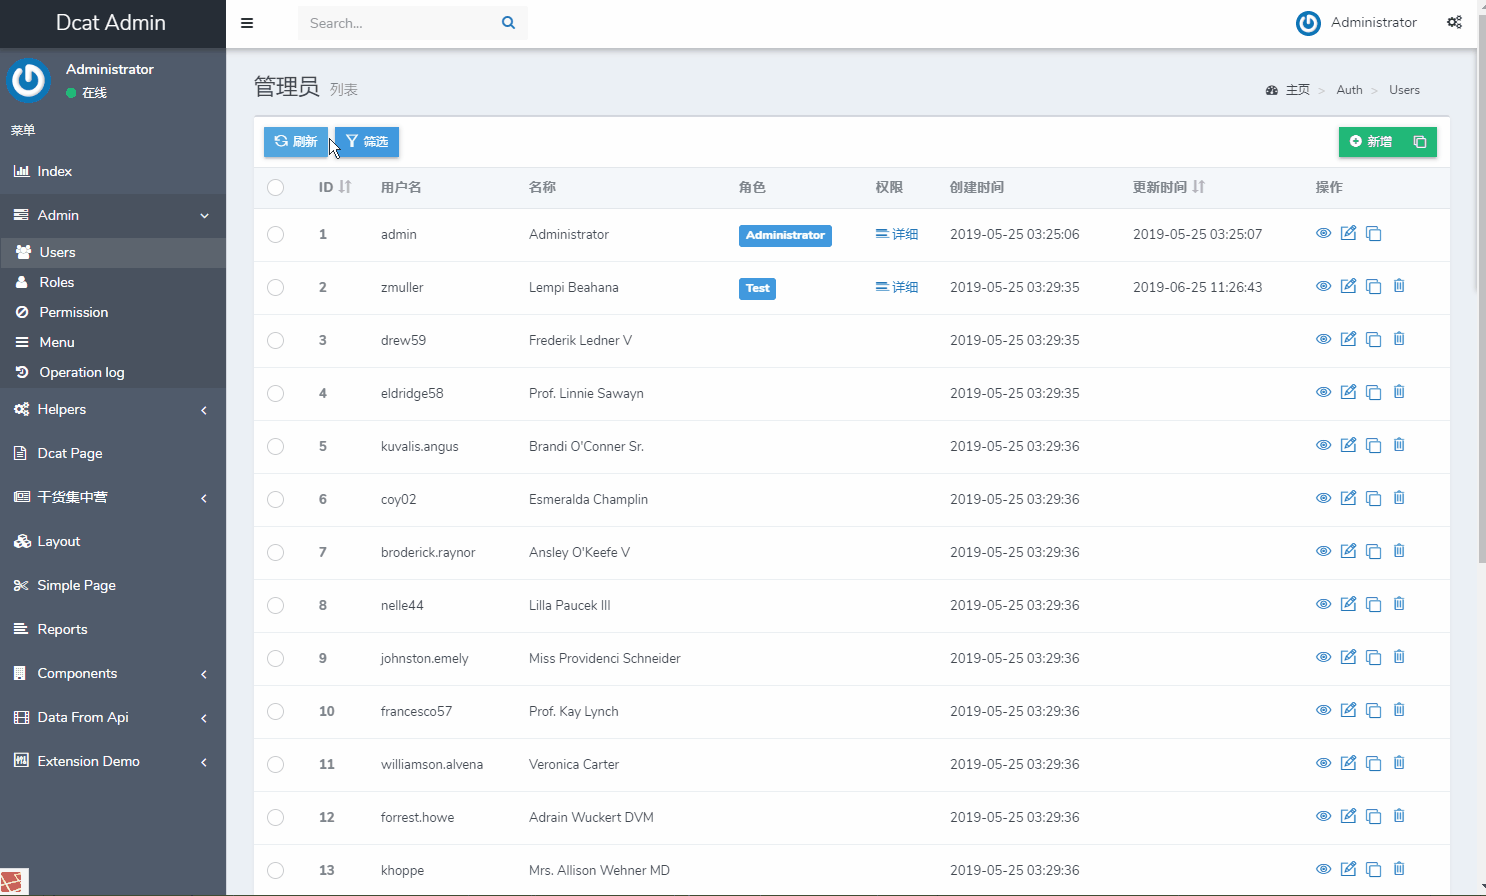 Dcat Admin
Search...
Administrator
Administrator
在线
菜单
Index
Admin
Users
Roles
Permission
Menu
Operation log
Helpers
Dcat Page
干货集中营
Layout
Simple Page
Reports
Components
Data From Api
Extension Demo
管理员 列表
主页 > Auth > Users
刷新 筛选 新增
ID 用户名 名称 角色 权限 创建时间 更新时间 操作
1 admin Administrator Administrator 详细 2019-05-25 03:25:06 2019-05-25 03:25:07
2 zmuller Lempi Beahana Test 详细 2019-05-25 03:29:35 2019-06-25 11:26:43
3 drew59 Frederik Ledner V 2019-05-25 03:29:35
4 eldridge58 Prof. Linnie Sawayn 2019-05-25 03:29:35
5 kuvalis.angus Brandi O'Conner Sr. 2019-05-25 03:29:36
6 coy02 Esmeralda Champlin 2019-05-25 03:29:36
7 broderick.raynor Ansley O'Keefe V 2019-05-25 03:29:36
8 nelle44 Lilla Paucek III 2019-05-25 03:29:36
9 johnston.emely Miss Providenci Schneider 2019-05-25 03:29:36
10 francesco57 Prof. Kay Lynch 2019-05-25 03:29:36
11 williamson.alvena Veronica Carter 2019-05-25 03:29:36
12 forrest.howe Adrain Wuckert DVM 2019-05-25 03:29:36
13 khoppe Mrs. Allison Wehner MD 2019-05-25 03:29:36